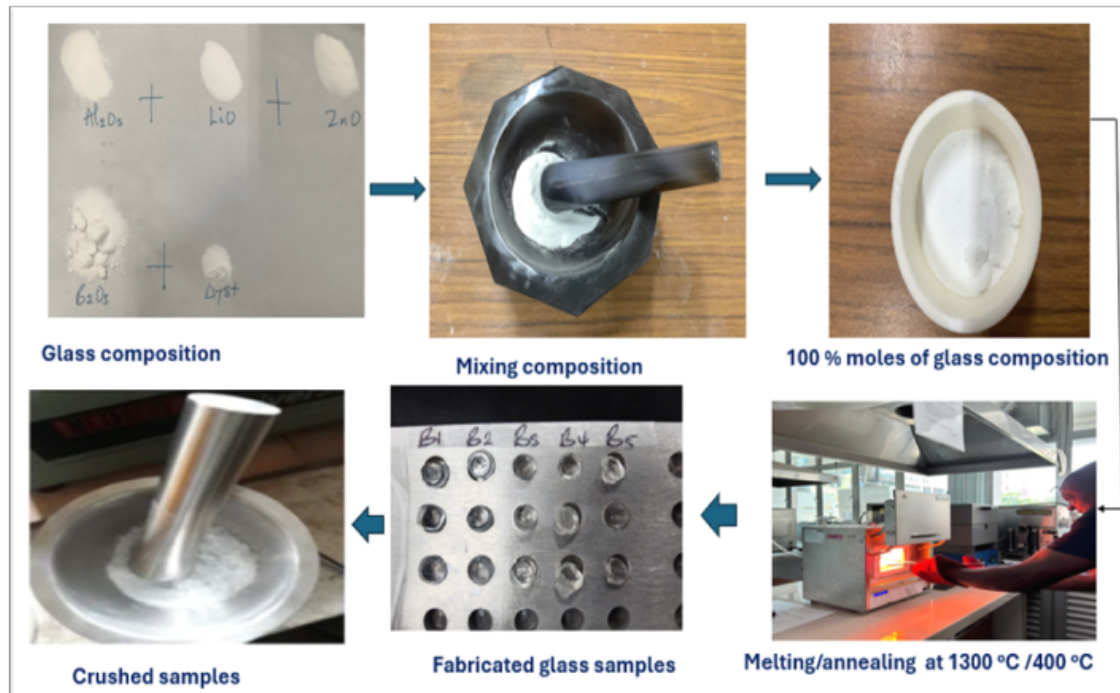 Al2O3 + LiO + ZnO
B2O3 + Dy3+
Glass composition
Mixing composition
100 % moles of glass composition
B1 B2 B3 B4 B5
Crushed samples
Fabricated glass samples
Melting/annealing at 1300 °C /400 °C